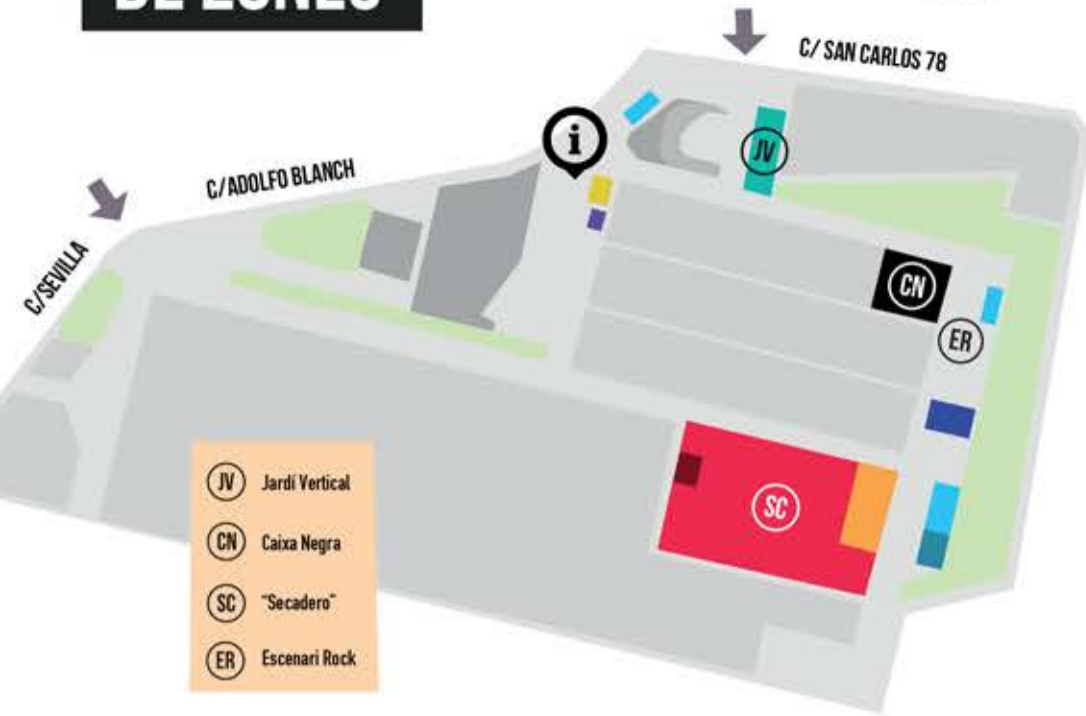 DE LUNES
C/ SAN CARLOS 78
i
JV
C/ADOLFO BLANCH
C/SEVILLA
CN
ER
SC
JV Jardí Vertical
CN Caixa Negra
SC "Secadero"
ER Escenari Rock